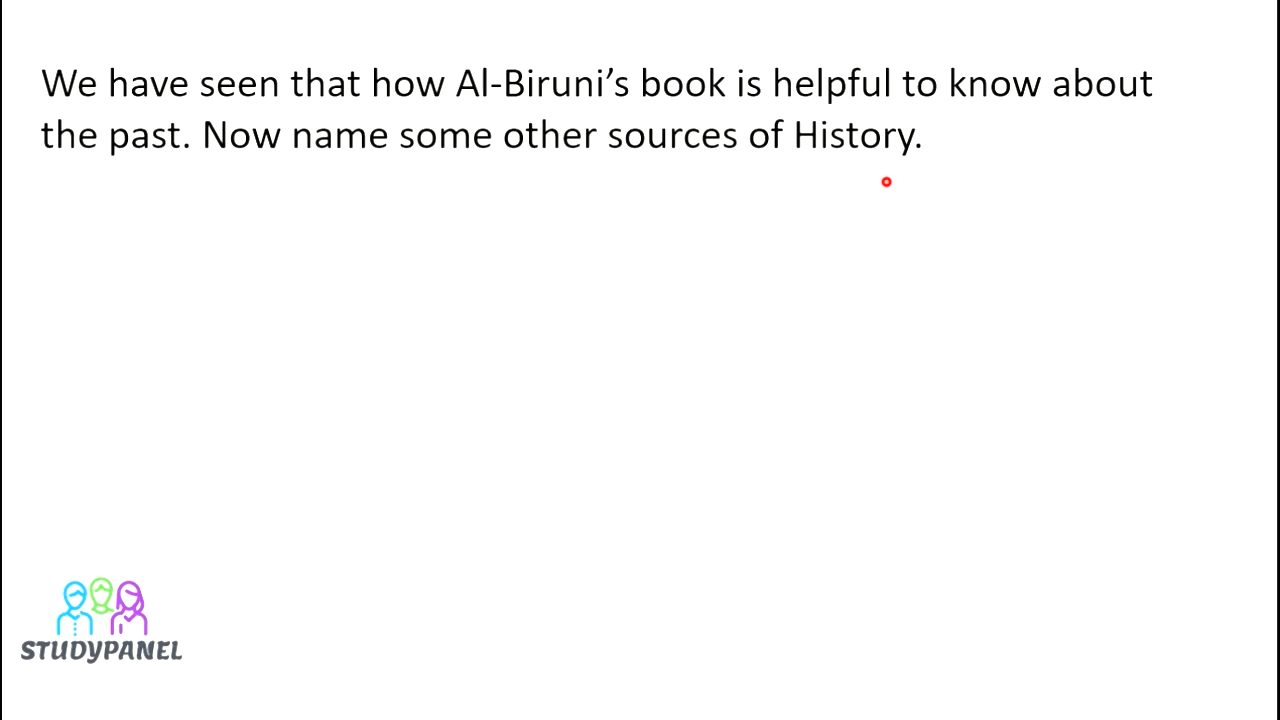 We have seen that how Al-Biruni’s book is helpful to know about
the past. Now name some other sources of History.
STUDYPANEL